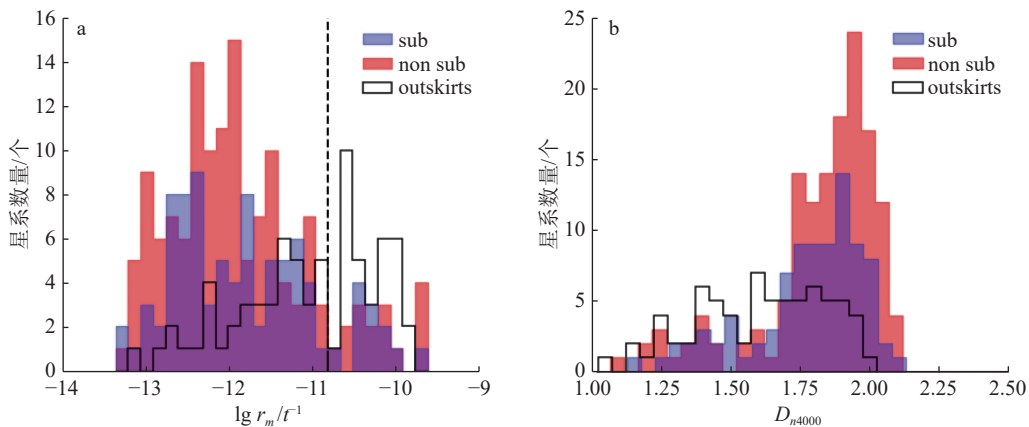 a
sub
non sub
outskirts
星系数量/个
16
14
12
10
8
6
4
2
0
−14
−13
−12
−11
−10
−9
lg r_m/t⁻¹
b
sub
non sub
outskirts
星系数量/个
25
20
15
10
5
0
1.00
1.25
1.50
1.75
2.00
2.25
2.50
D_n4000